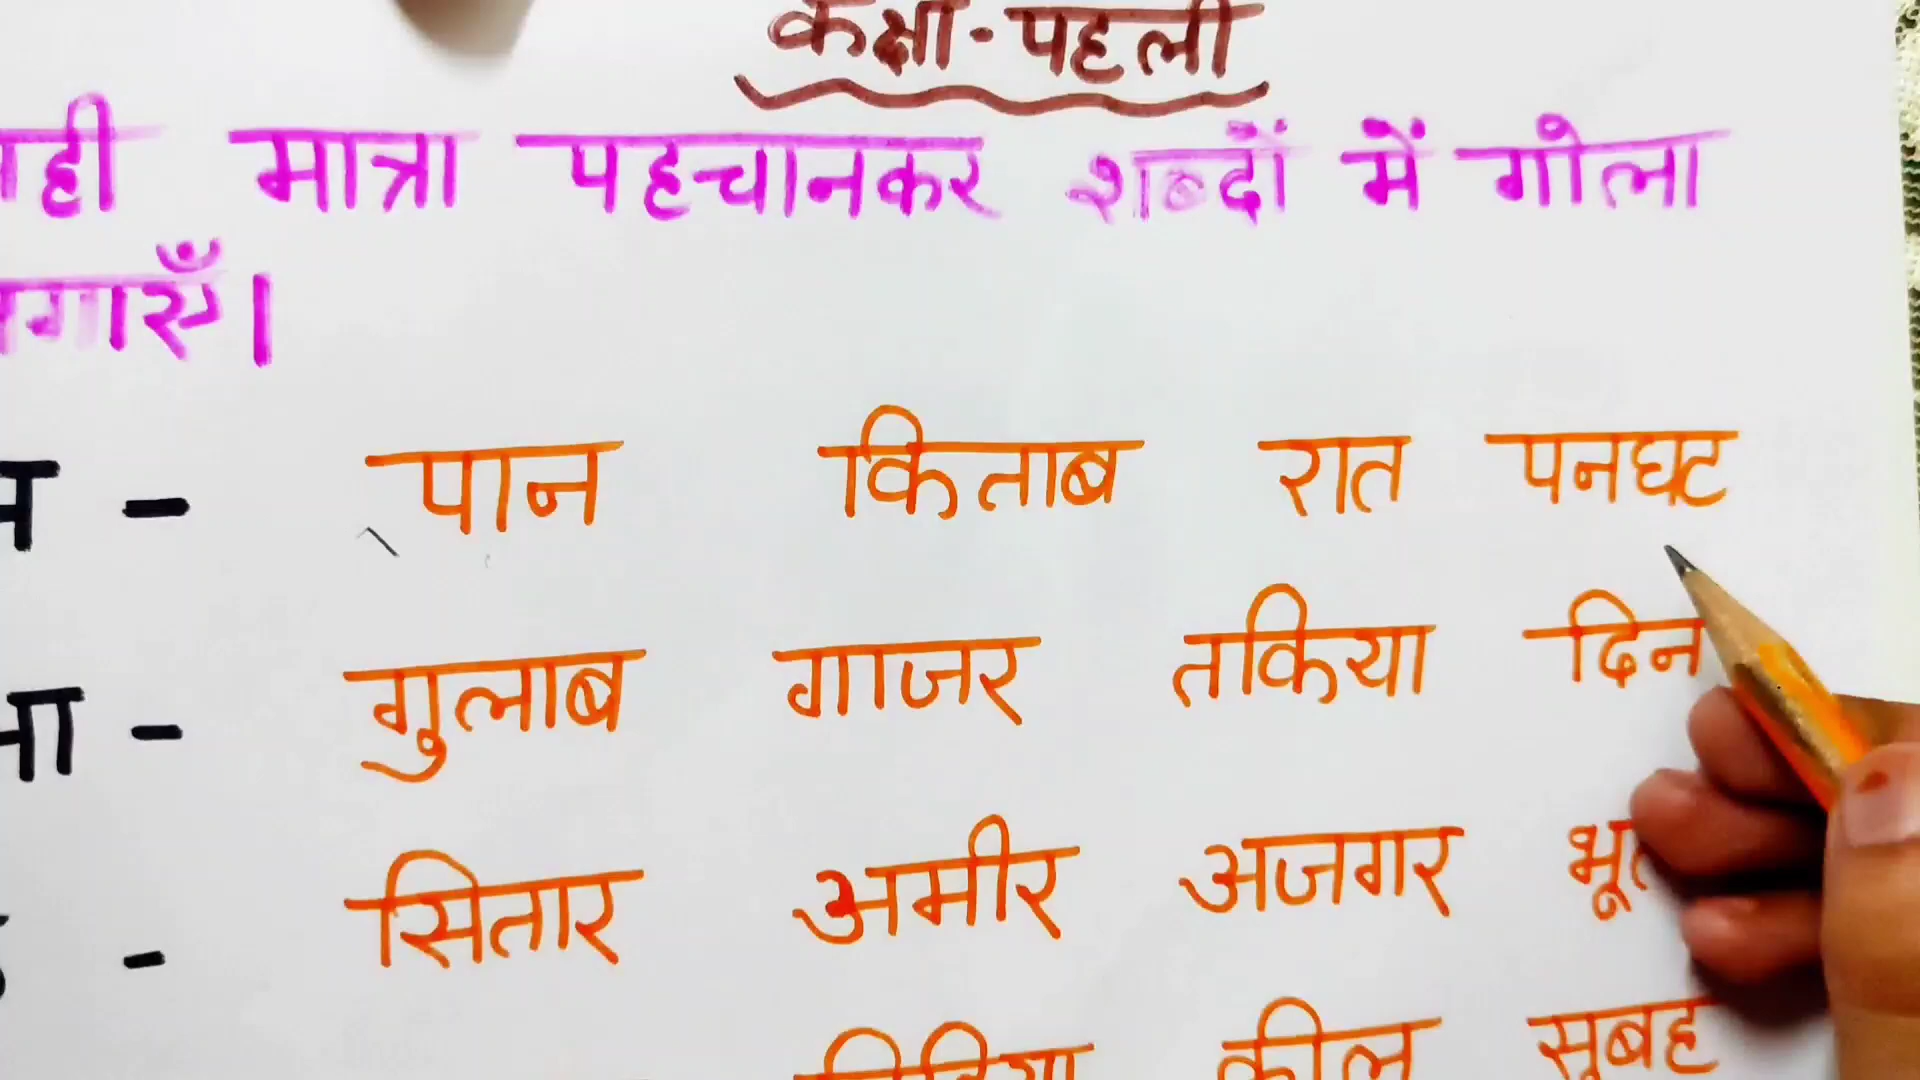 कक्षा - पहली
मात्रा पहचानकर शब्दों में गोला
- पान किताब रात पनघट
- गुलाब गाजर तकिया दिन
- सितार अमीर अजगर
कील सुबह